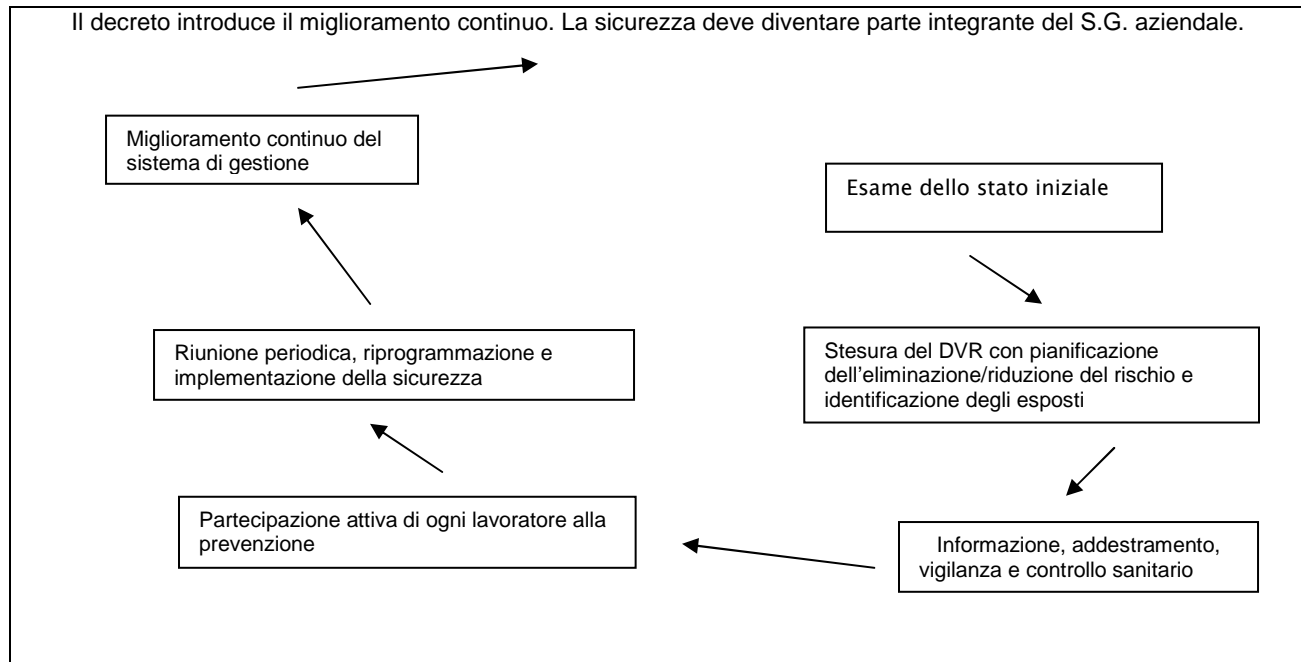 Il decreto introduce il miglioramento continuo. La sicurezza deve diventare parte integrante del S.G. aziendale.
Miglioramento continuo del
sistema di gestione
Esame dello stato iniziale
Riunione periodica, riprogrammazione e
implementazione della sicurezza
Stesura del DVR con pianificazione
dell’eliminazione/riduzione del rischio e
identificazione degli esposti
Partecipazione attiva di ogni lavoratore alla
prevenzione
Informazione, addestramento,
vigilanza e controllo sanitario